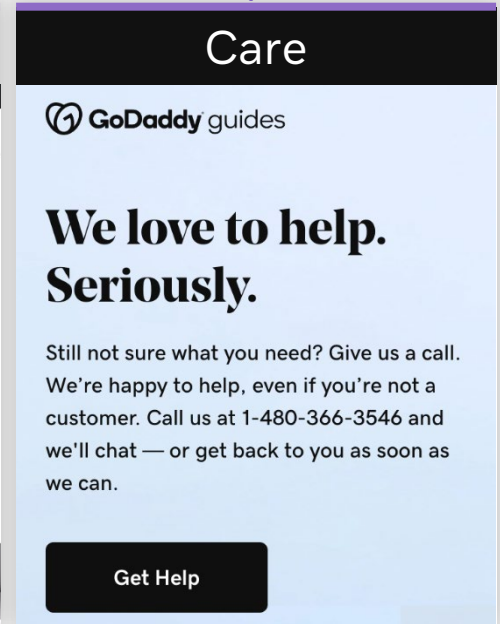 Care
GoDaddy guides
We love to help.
Seriously.
Still not sure what you need? Give us a call.
We’re happy to help, even if you’re not a
customer. Call us at 1-480-366-3546 and
we'll chat — or get back to you as soon as
we can.
Get Help